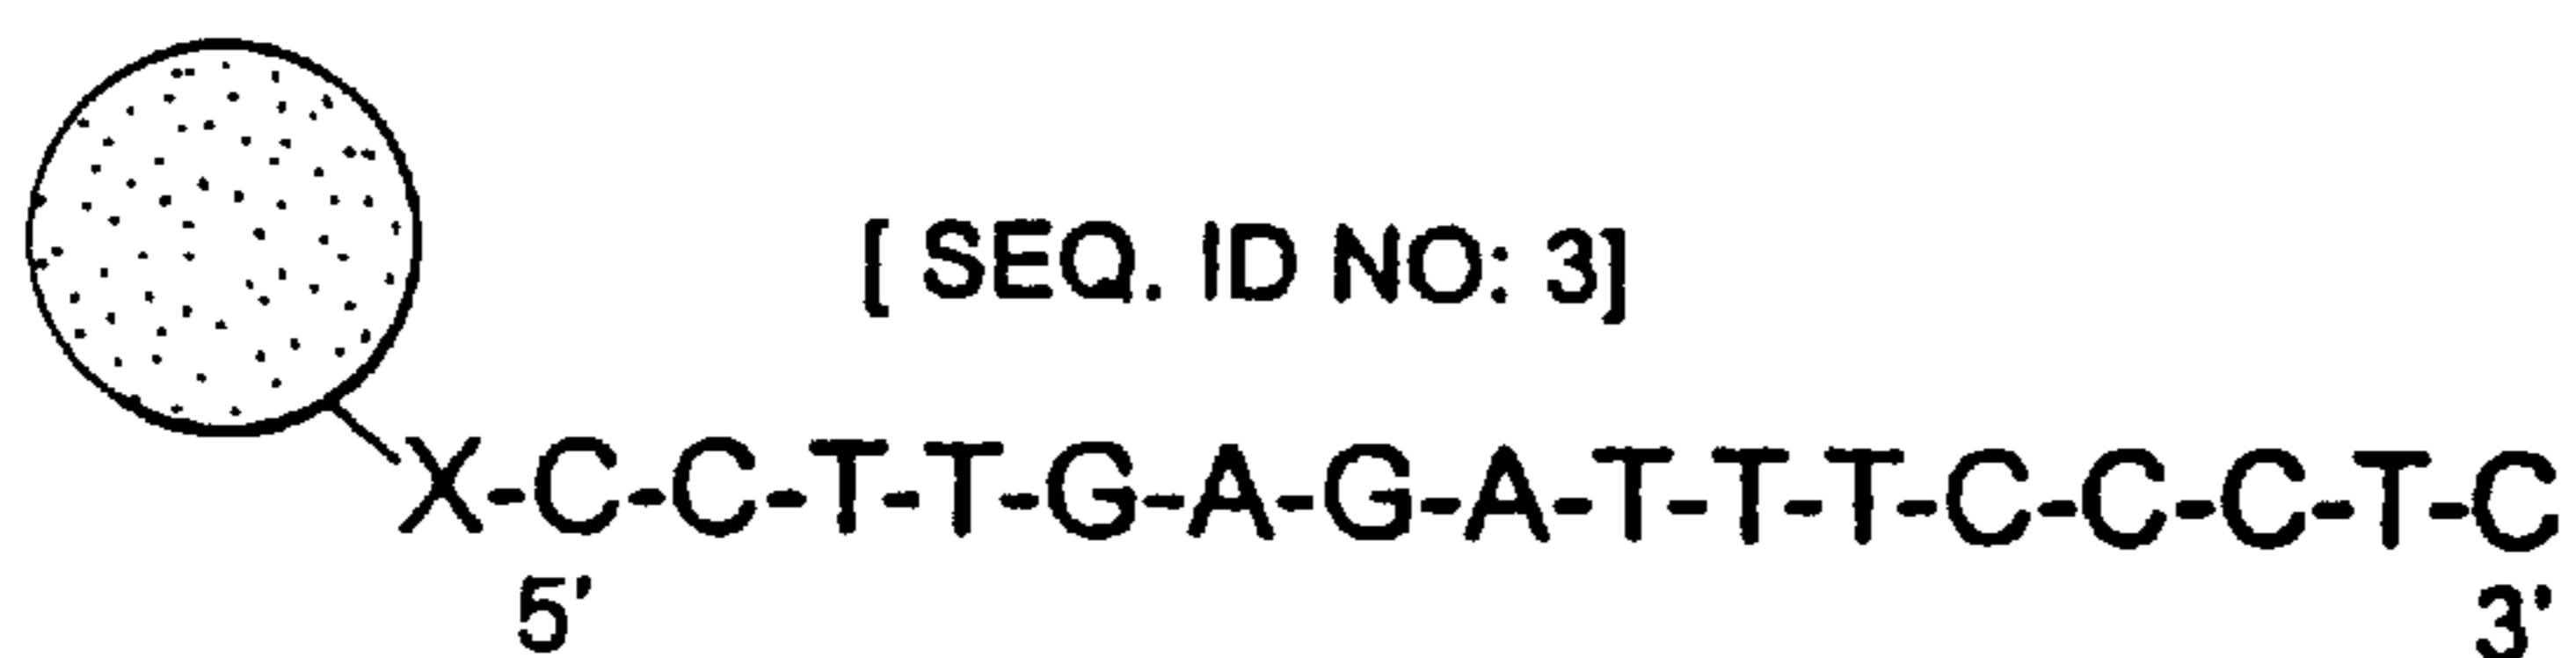 [ SEQ. ID NO: 3]
X-C-C-T-T-G-A-G-A-T-T-T-C-C-C-T-C
5' 3'